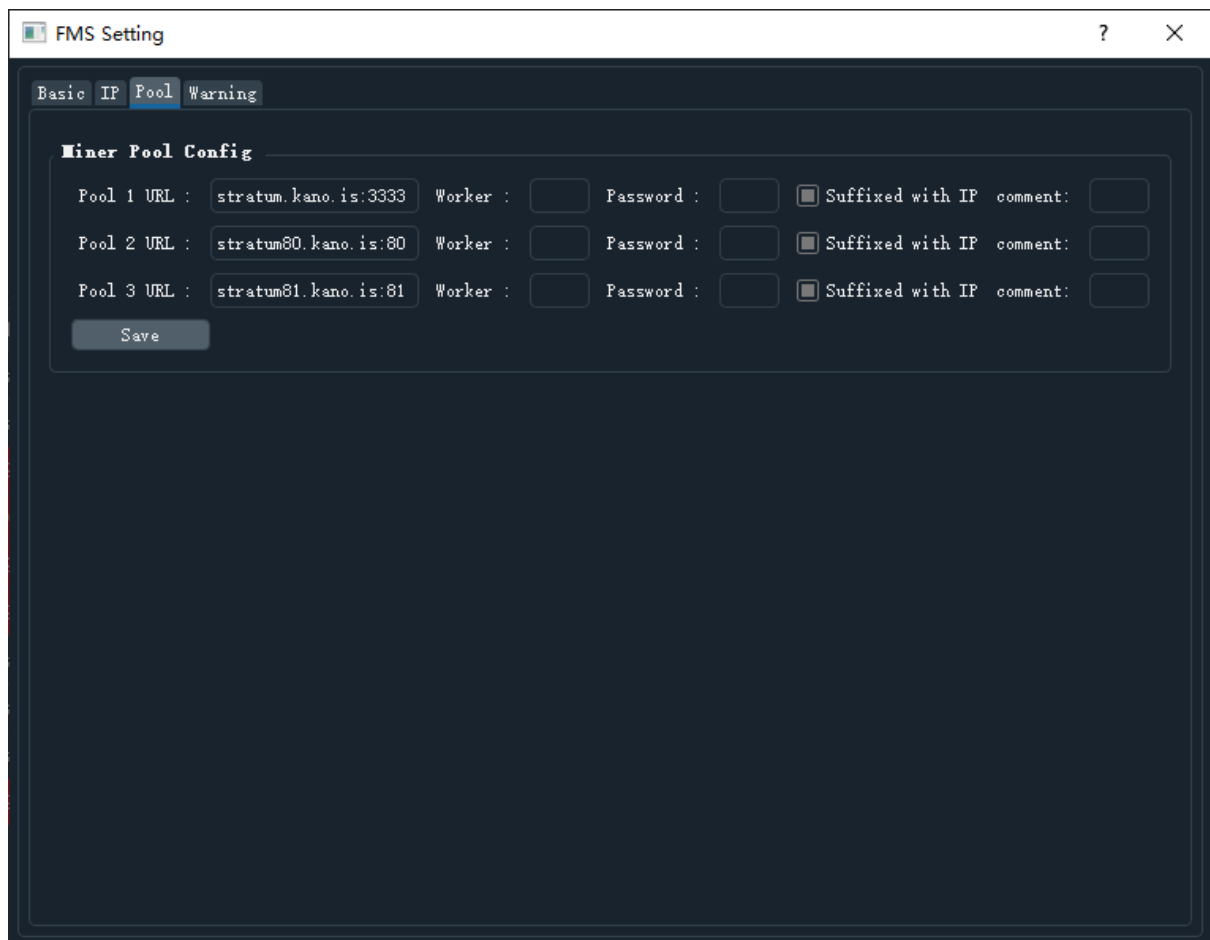 FMS Setting ?
Basic IP Pool Warning
Miner Pool Config
Pool 1 URL : stratum.kano.is:3333 Worker : Password : Suffixed with IP comment:
Pool 2 URL : stratum80.kano.is:80 Worker : Password : Suffixed with IP comment:
Pool 3 URL : stratum81.kano.is:81 Worker : Password : Suffixed with IP comment:
Save